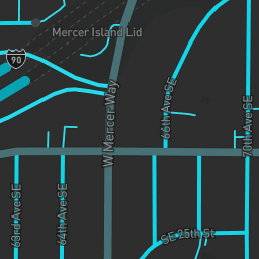 Mercer Island Lid
90
W Mercer Way
66th Ave SE
70th Ave SE
63rd Ave SE
64th Ave SE
SE 25th St